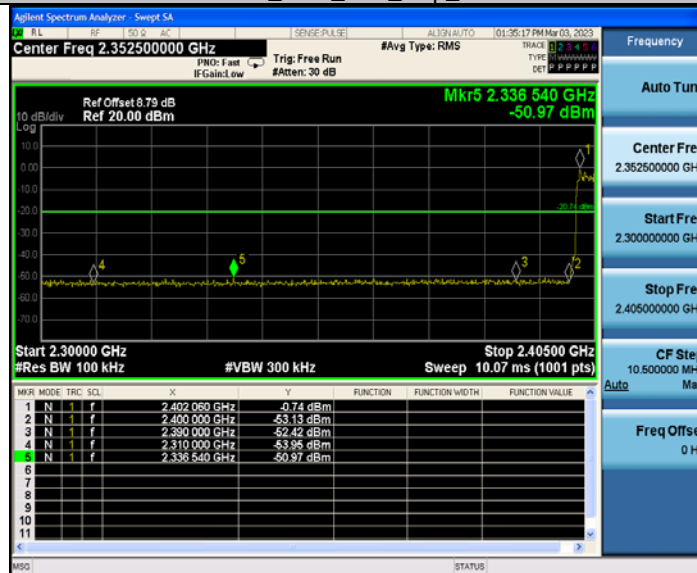 Agilent Spectrum Analyzer - Swept SA
RL RF 50 Ω AC SENSE:PULSE ALIGN AUTO 01:35:17 PM Mar 03, 2023
Center Freq 2.352500000 GHz #Avg Type: RMS TRACE 1 2 3 4 5 6
PNO: Fast Trig: Free Run TYPE M
IFGain:Low #Atten: 30 dB DET P P P P P P
Mkr5 2.336 540 GHz
Ref Offset 8.79 dB
10 dB/div Ref 20.00 dBm -50.97 dBm
Log
10.0
0.00
-10.0
-20.0
-30.0
-40.0
-50.0
-60.0
-70.0
1
-20.74 dBm
4
5
3
2
Start 2.30000 GHz Stop 2.40500 GHz
#Res BW 100 kHz #VBW 300 kHz Sweep 10.07 ms (1001 pts)
MKR MODE TRC SCL X Y FUNCTION FUNCTION WIDTH FUNCTION VALUE
1 N 1 f 2.402 060 GHz -0.74 dBm
2 N 1 f 2.400 000 GHz -53.13 dBm
3 N 1 f 2.390 000 GHz -52.42 dBm
4 N 1 f 2.310 000 GHz -53.95 dBm
5 N 1 f 2.336 540 GHz -50.97 dBm
6
7
8
9
10
11
MSG STATUS
Frequency
Auto Tun
Center Fre
2.352500000 GH
Start Fre
2.300000000 GH
Stop Fre
2.405000000 GH
CF Ste
10.500000 MH
Auto Ma
Freq Offse
0 H